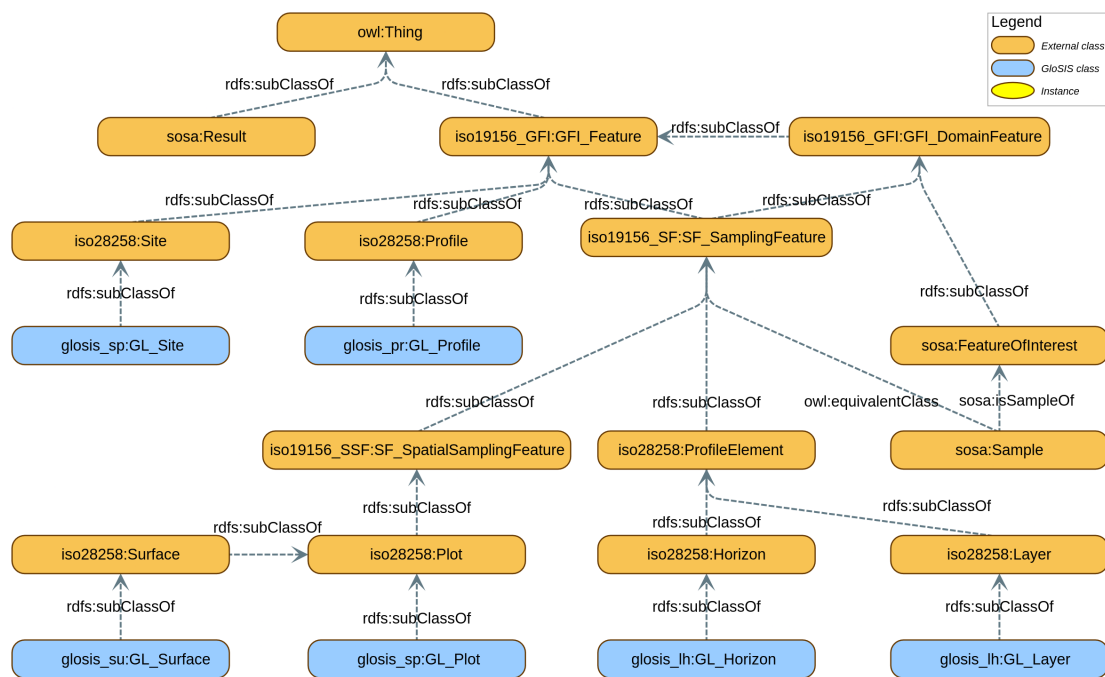 owl:Thing
Legend
External class
GloSIS class
Instance
rdfs:subClassOf
rdfs:subClassOf
sosa:Result
iso19156_GFI:GFI_Feature
rdfs:subClassOf
iso19156_GFI:GFI_DomainFeature
rdfs:subClassOf
rdfs:subClassOf
rdfs:subClassOf
rdfs:subClassOf
iso28258:Site
iso28258:Profile
iso19156_SF:SF_SamplingFeature
rdfs:subClassOf
rdfs:subClassOf
rdfs:subClassOf
glosis_sp:GL_Site
glosis_pr:GL_Profile
sosa:FeatureOfInterest
rdfs:subClassOf
rdfs:subClassOf
owl:equivalentClass
sosa:isSampleOf
iso19156_SSF:SF_SpatialSamplingFeature
iso28258:ProfileElement
sosa:Sample
rdfs:subClassOf
rdfs:subClassOf
rdfs:subClassOf
rdfs:subClassOf
iso28258:Surface
iso28258:Plot
iso28258:Horizon
iso28258:Layer
rdfs:subClassOf
rdfs:subClassOf
rdfs:subClassOf
rdfs:subClassOf
glosis_su:GL_Surface
glosis_sp:GL_Plot
glosis_lh:GL_Horizon
glosis_lh:GL_Layer